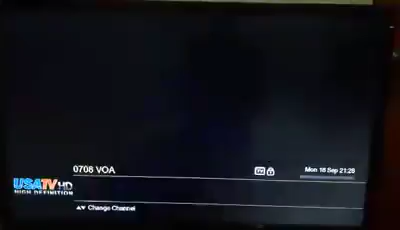 0708 VOA
Mon 18 Sep 21:28
USATV HD
HIGH DEFINITION
Change Channel